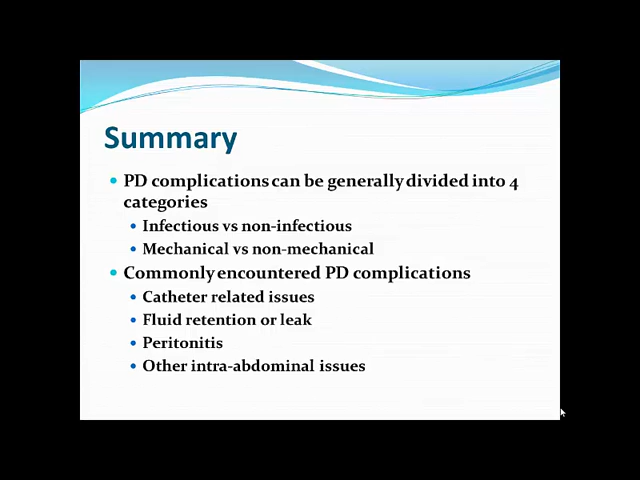 Summary
PD complications can be generally divided into 4
categories
Infectious vs non-infectious
Mechanical vs non-mechanical
Commonly encountered PD complications
Catheter related issues
Fluid retention or leak
Peritonitis
Other intra-abdominal issues